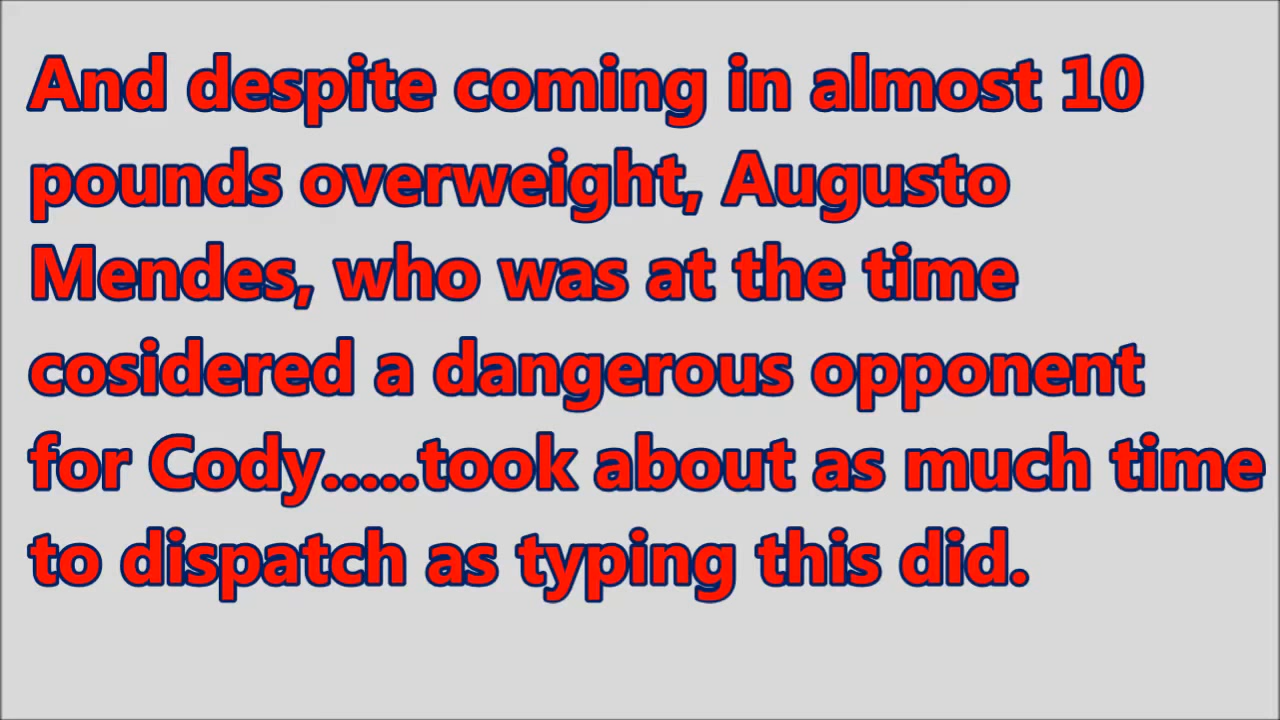 And despite coming in almost 10
pounds overweight, Augusto
Mendes, who was at the time
cosidered a dangerous opponent
for Cody.....took about as much time
to dispatch as typing this did.